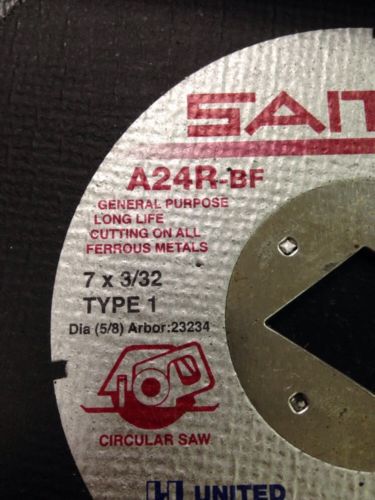 SAIT
A24R-BF
GENERAL PURPOSE
LONG LIFE
CUTTING ON ALL
FERROUS METALS
7 x 3/32
TYPE 1
Dia (5/8) Arbor:23234
CIRCULAR SAW
UNITED